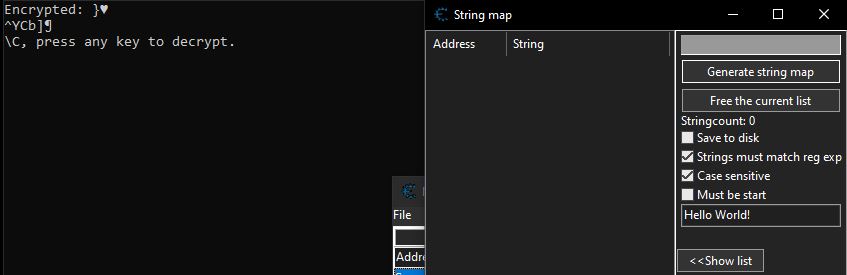 Encrypted: }♥
^YCb]¶
\C, press any key to decrypt.
String map
Address String
Generate string map
Free the current list
Stringcount: 0
Save to disk
Strings must match reg exp
Case sensitive
Must be start
Hello World!
<<Show list
File
Addre